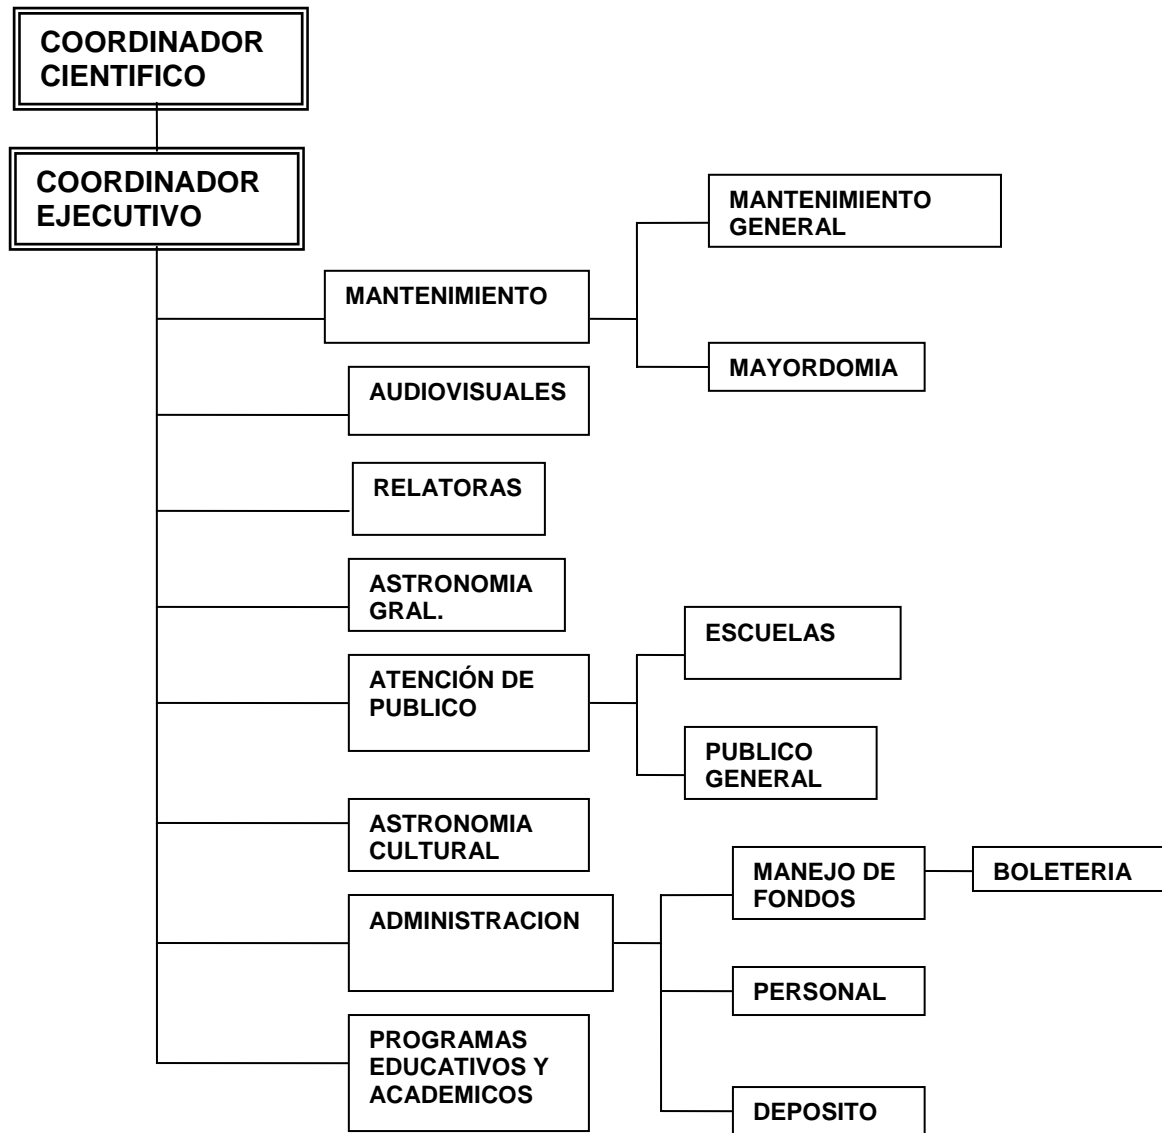 COORDINADOR
CIENTIFICO
COORDINADOR
EJECUTIVO
MANTENIMIENTO
GENERAL
MANTENIMIENTO
MAYORDOMIA
AUDIOVISUALES
RELATORAS
ASTRONOMIA
GRAL.
ATENCIÓN DE
PUBLICO
ESCUELAS
PUBLICO
GENERAL
ASTRONOMIA
CULTURAL
ADMINISTRACION
MANEJO DE
FONDOS
BOLETERIA
PERSONAL
DEPOSITO
PROGRAMAS
EDUCATIVOS Y
ACADEMICOS